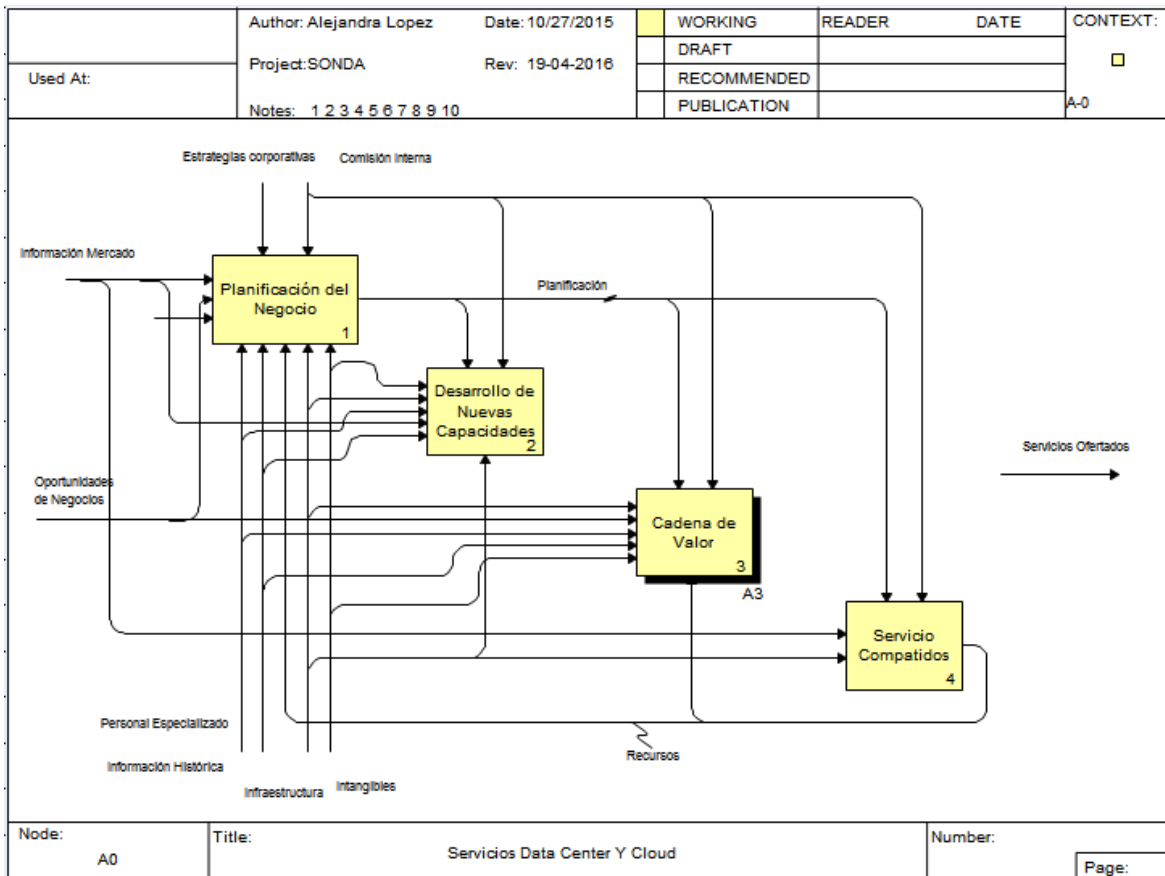 Author: Alejandra Lopez
Date: 10/27/2015
WORKING
READER
DATE
CONTEXT:
DRAFT
Project:SONDA
Rev: 19-04-2016
Used At:
RECOMMENDED
PUBLICATION
Notes: 1 2 3 4 5 6 7 8 9 10
A-0
Estrategias corporativas
Comisión Interna
Información Mercado
Planificación del
Negocio
1
Planificación
Desarrollo de
Nuevas
Capacidades
2
Servicios Ofertados
Oportunidades
de Negocios
Cadena de
Valor
3
A3
Servicio
Compatidos
4
Personal Especializado
Recursos
Información Histórica
Infraestructura
Intangibles
Node:
A0
Title:
Servicios Data Center Y Cloud
Number:
Page: